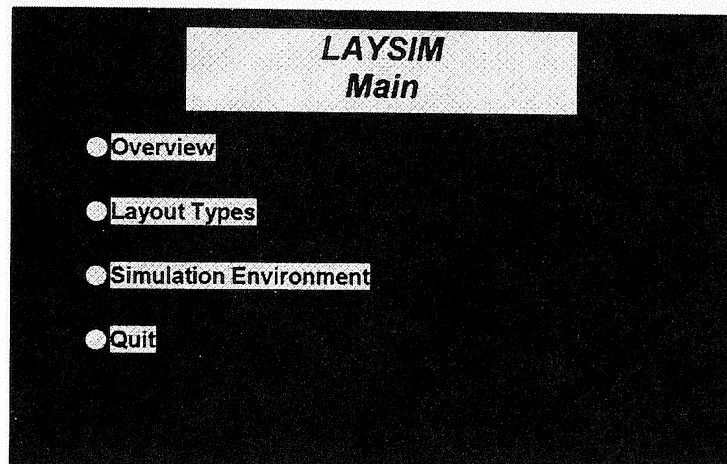 LAYSIM
Main
Overview
Layout Types
Simulation Environment
Quit